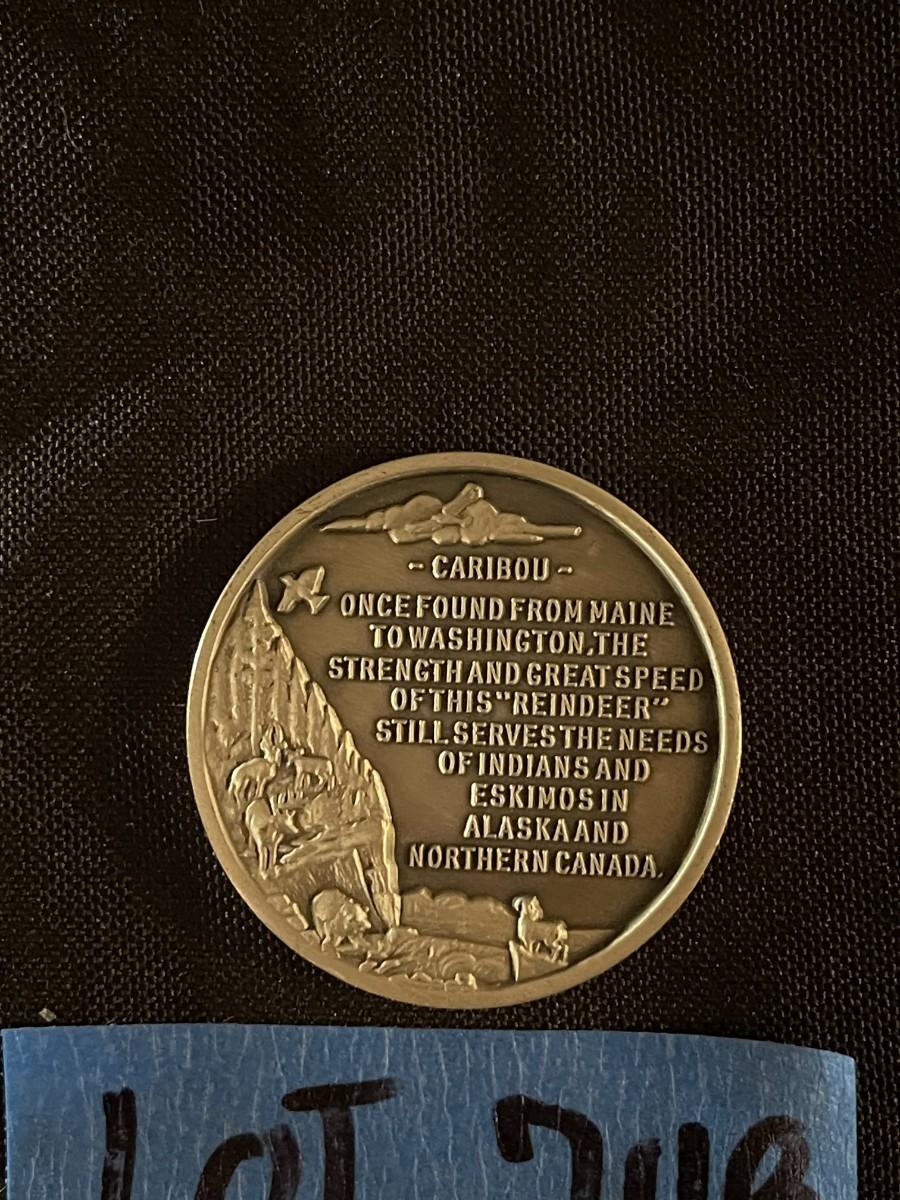 - CARIBOU -
ONCE FOUND FROM MAINE
TO WASHINGTON, THE
STRENGTH AND GREAT SPEED
OF THIS "REINDEER"
STILL SERVES THE NEEDS
OF INDIANS AND
ESKIMOS IN
ALASKA AND
NORTHERN CANADA.
LOT